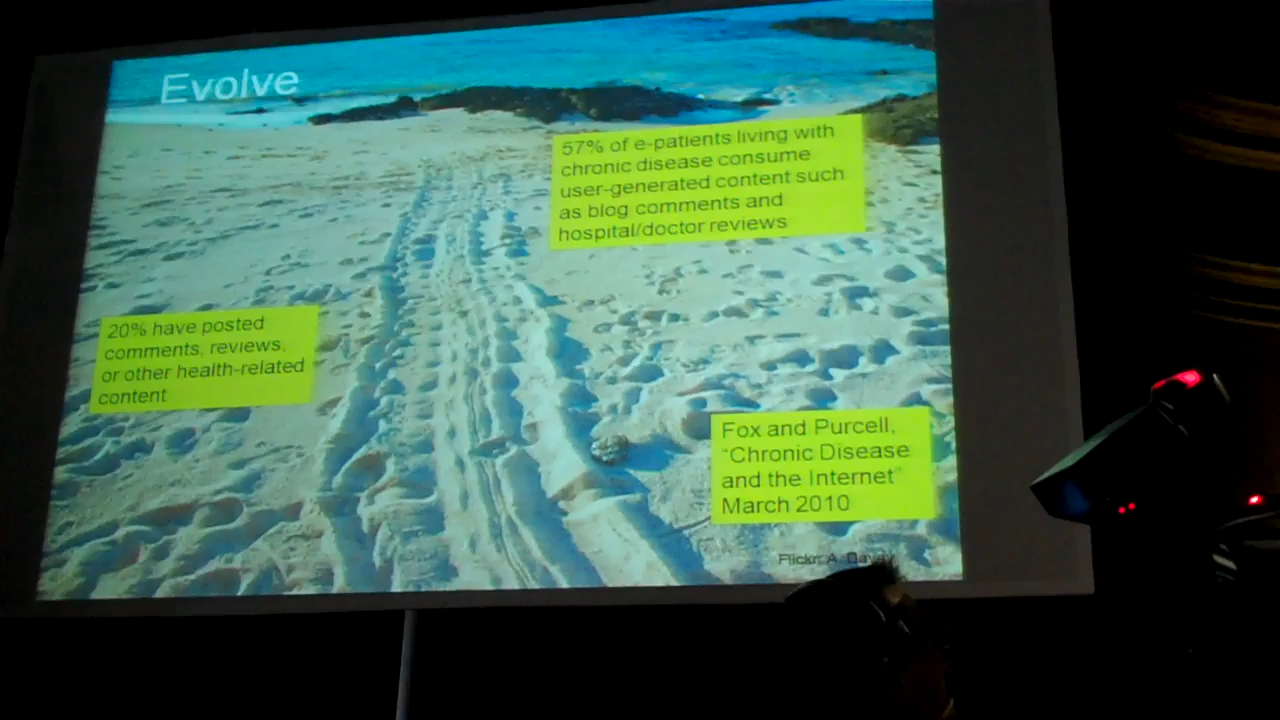 Evolve
57% of e-patients living with
chronic disease consume
user-generated content such
as blog comments and
hospital/doctor reviews
20% have posted
comments, reviews,
or other health-related
content
Fox and Purcell,
"Chronic Disease
and the Internet"
March 2010
Flickr: A.